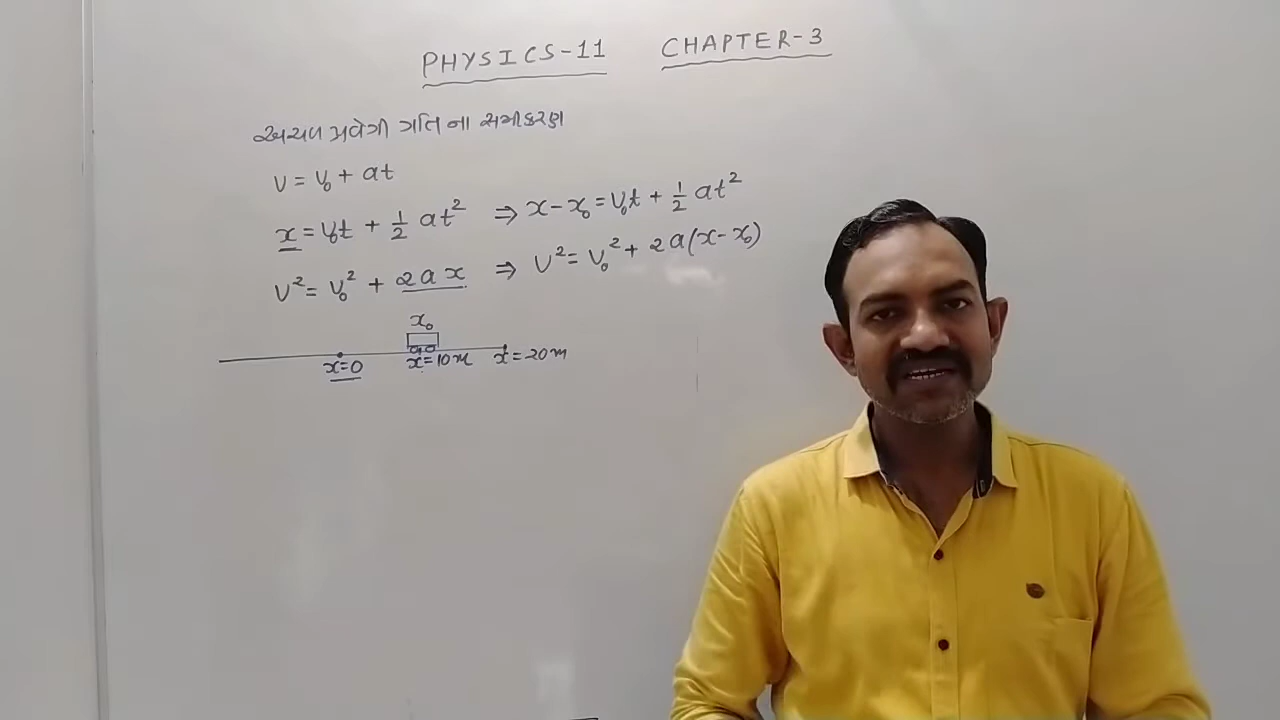 PHYSICS-11 CHAPTER-3
અચળ પ્રવેગી ગતિ ના સમીકરણ
v = v₀ + at
x = v₀t + ½ at² ⇒ x - x₀ = v₀t + ½ at²
v² = v₀² + 2ax ⇒ v² = v₀² + 2a(x - x₀)
x₀
x=0 x=10m x=20m